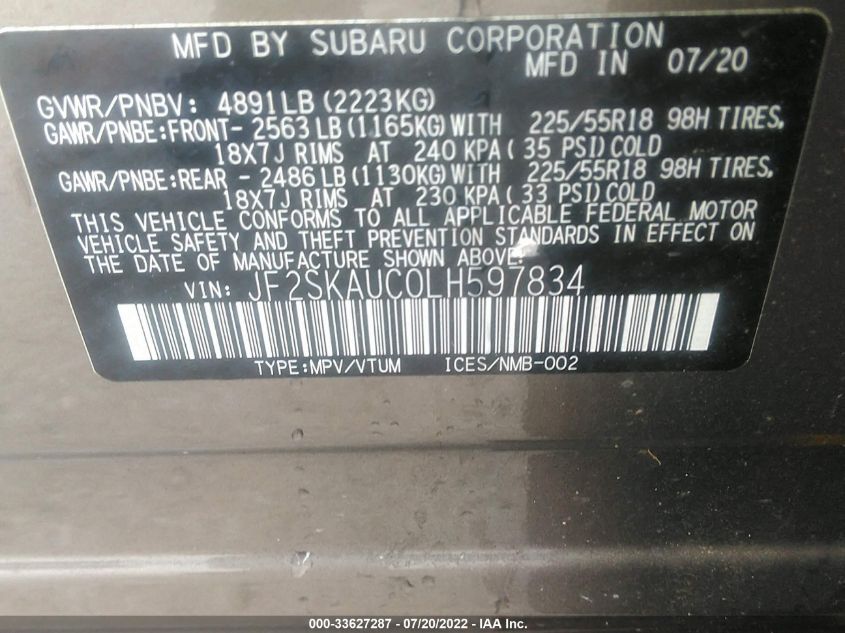 MFD BY SUBARU CORPORATION
MFD IN 07/20
GVWR/PNBV: 4891LB (2223KG)
GAWR/PNBE:FRONT- 2563 LB (1165KG) WITH 225/55R18 98H TIRES,
18X7J RIMS AT 240 KPA ( 35 PSI) COLD
GAWR/PNBE:REAR - 2486 LB (1130KG) WITH 225/55R18 98H TIRES,
18X7J RIMS AT 230 KPA ( 33 PSI) COLD
THIS VEHICLE CONFORMS TO ALL APPLICABLE FEDERAL MOTOR
VEHICLE SAFETY AND THEFT PREVENTION STANDARDS IN EFFECT ON
THE DATE OF MANUFACTURE SHOWN ABOVE.
VIN: JF2SKAUC0LH597834
TYPE:MPV/VTUM ICES/NMB-002
000-33627287 - 07/20/2022 - IAA Inc.